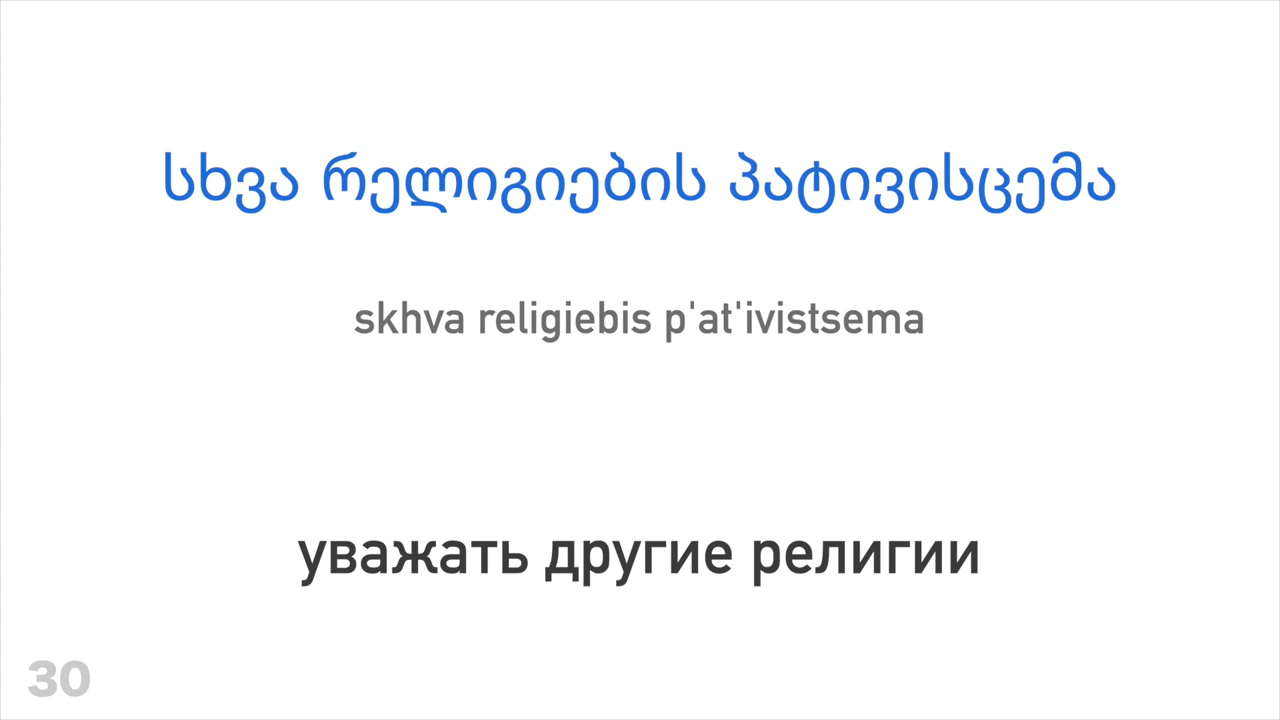 სხვა რელიგიების პატივისცემა
skhva religiebis p'at'ivistsema
уважать другие религии
30